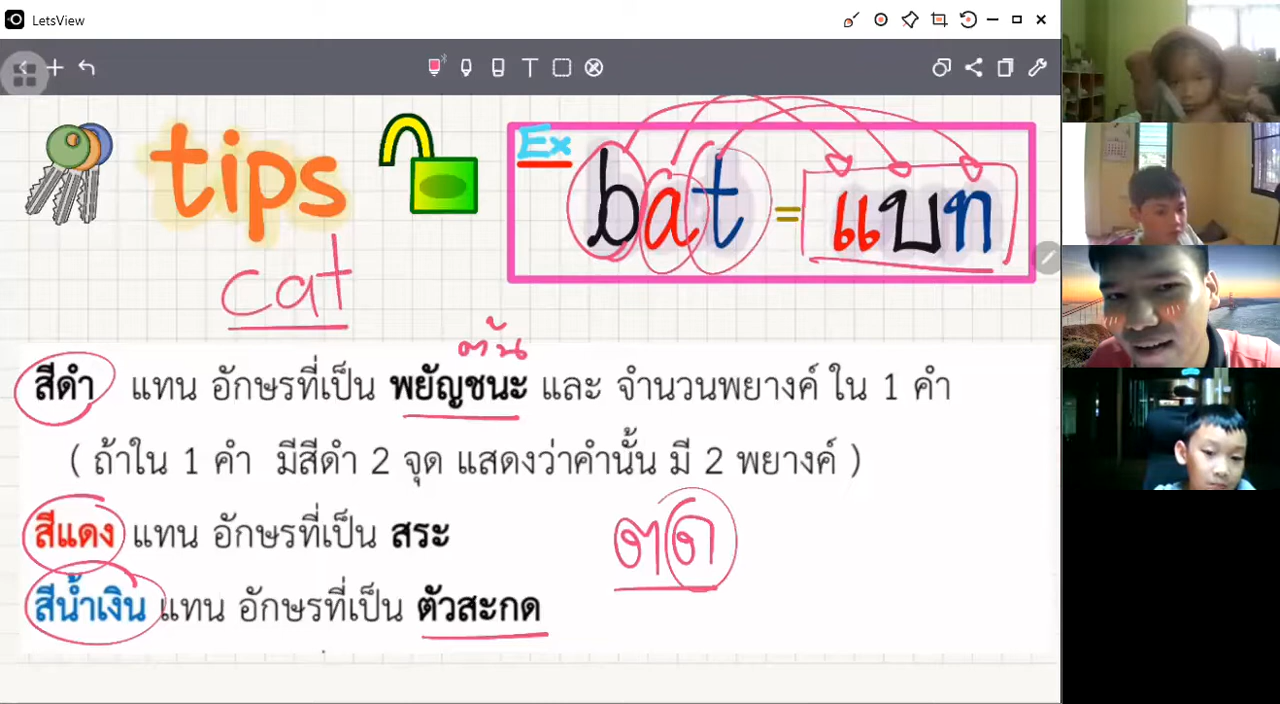 LetsView
tips
Ex
bat = แบท
cat
ต้น
สีดำ แทน อักษรที่เป็น พยัญชนะ และ จำนวนพยางค์ ใน 1 คำ
( ถ้าใน 1 คำ มีสีดำ 2 จุด แสดงว่าคำนั้น มี 2 พยางค์ )
สีแดง แทน อักษรที่เป็น สระ
ตด
สีน้ำเงิน แทน อักษรที่เป็น ตัวสะกด